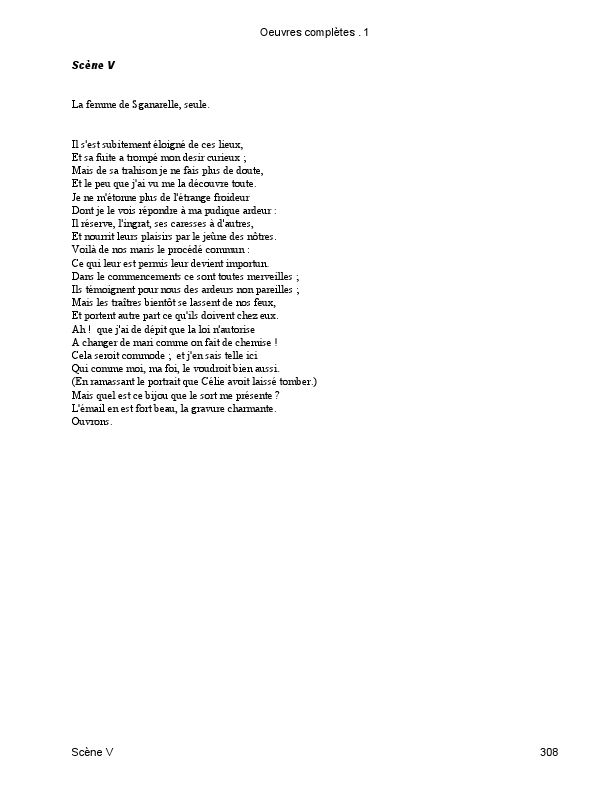 Oeuvres complètes . 1
Scène V
La femme de Sganarelle, seule.
Il s'est subitement éloigné de ces lieux,
Et sa fuite a trompé mon desir curieux ;
Mais de sa trahison je ne fais plus de doute,
Et le peu que j'ai vu me la découvre toute.
Je ne m'étonne plus de l'étrange froideur
Dont je le vois répondre à ma pudique ardeur :
Il réserve, l'ingrat, ses caresses à d'autres,
Et nourrit leurs plaisirs par le jeûne des nôtres.
Voilà de nos maris le procédé commun :
Ce qui leur est permis leur devient importun.
Dans le commencements ce sont toutes merveilles ;
Ils témoignent pour nous des ardeurs non pareilles ;
Mais les traîtres bientôt se lassent de nos feux,
Et portent autre part ce qu'ils doivent chez eux.
Ah ! que j'ai de dépit que la loi n'autorise
A changer de mari comme on fait de chemise !
Cela seroit commode ; et j'en sais telle ici
Qui comme moi, ma foi, le voudroit bien aussi.
(En ramassant le portrait que Célie avoit laissé tomber.)
Mais quel est ce bijou que le sort me présente ?
L'émail en est fort beau, la gravure charmante.
Ouvrons.
Scène V
308